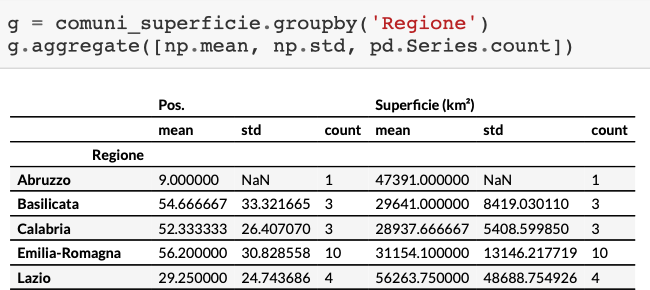 g = comuni_superficie.groupby('Regione')
g.aggregate([np.mean, np.std, pd.Series.count])
Pos. Superficie (km²)
mean std count mean std count
Regione
Abruzzo 9.000000 NaN 1 47391.000000 NaN 1
Basilicata 54.666667 33.321665 3 29641.000000 8419.030110 3
Calabria 52.333333 26.407070 3 28937.666667 5408.599850 3
Emilia-Romagna 56.200000 30.828558 10 31154.100000 13146.217719 10
Lazio 29.250000 24.743686 4 56263.750000 48688.754926 4